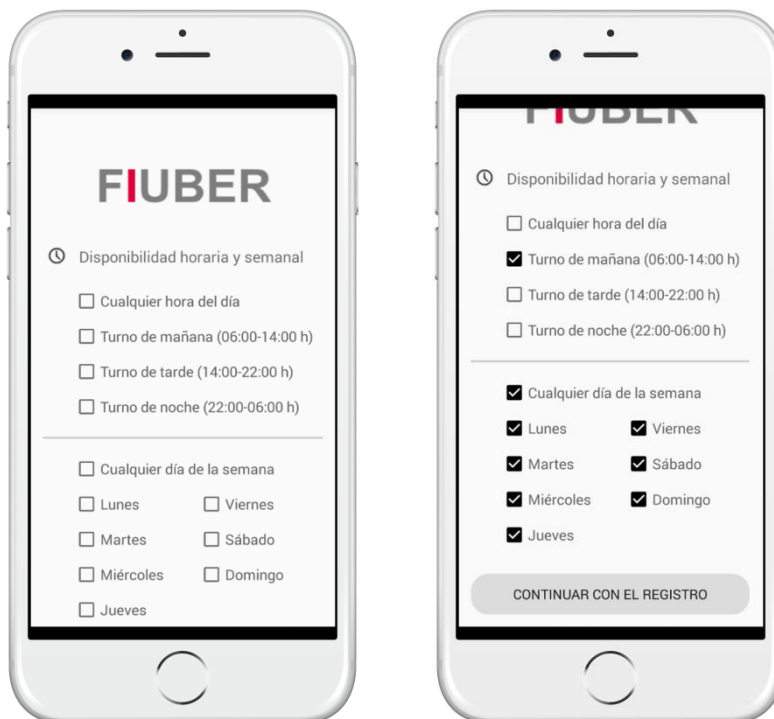 FIUBER
Disponibilidad horaria y semanal
Cualquier hora del día
Turno de mañana (06:00-14:00 h)
Turno de tarde (14:00-22:00 h)
Turno de noche (22:00-06:00 h)
Cualquier día de la semana
Lunes Viernes
Martes Sábado
Miércoles Domingo
Jueves
FIUBER
Disponibilidad horaria y semanal
Cualquier hora del día
Turno de mañana (06:00-14:00 h)
Turno de tarde (14:00-22:00 h)
Turno de noche (22:00-06:00 h)
Cualquier día de la semana
Lunes Viernes
Martes Sábado
Miércoles Domingo
Jueves
CONTINUAR CON EL REGISTRO